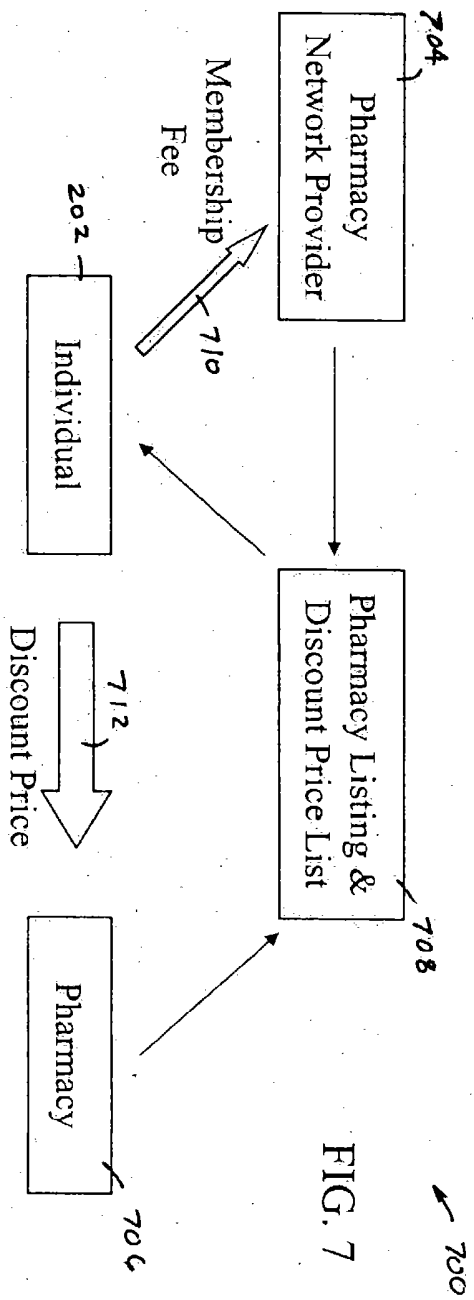 700
704
Pharmacy
Network Provider
Pharmacy Listing &
Discount Price List
708
Membership
Fee
710
202
Individual
712
Discount Price
Pharmacy
706
FIG. 7